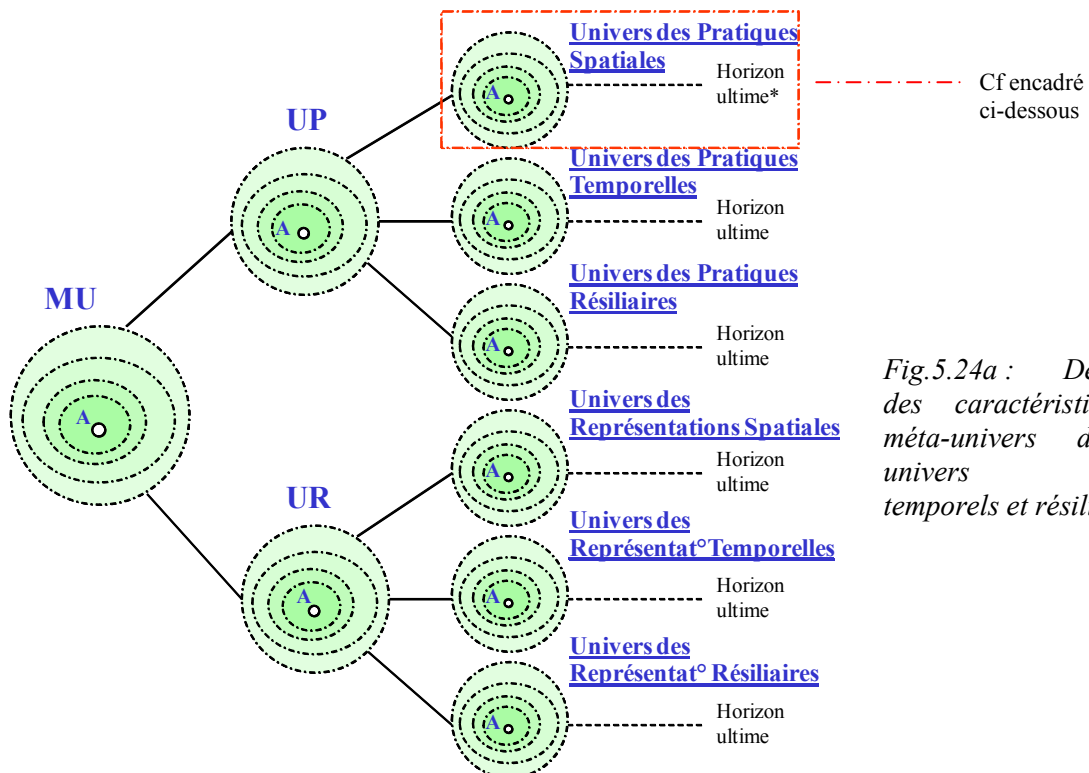 Univers des Pratiques
Spatiales
A
Horizon
ultime*
Cf encadré
ci-dessous
UP
A
Univers des Pratiques
Temporelles
A
Horizon
ultime
Univers des Pratiques
Résiliaires
A
Horizon
ultime
MU
A
Univers des
Représentations Spatiales
A
Horizon
ultime
UR
A
Univers des
Représentat° Temporelles
A
Horizon
ultime
Univers des
Représentat° Résiliaires
A
Horizon
ultime
Fig.5.24a :
des
méta-univers
univers
temporels et